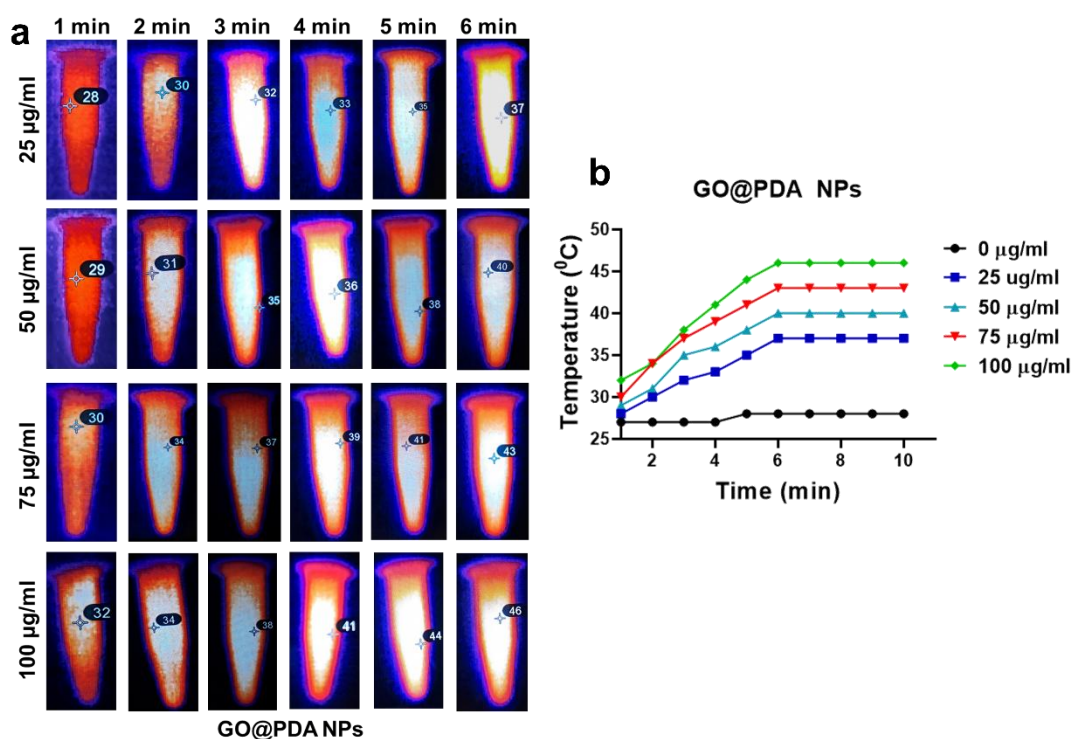 a
1 min 2 min 3 min 4 min 5 min 6 min
25 µg/ml
28 30 32 33 35 37
50 µg/ml
29 31 35 36 38 40
75 µg/ml
30 34 37 39 41 43
100 µg/ml
32 34 38 41 44 46
GO@PDA NPs
b
GO@PDA NPs
Temperature (⁰C)
50
45
40
35
30
25
2 4 6 8 10
Time (min)
0 µg/ml
25 ug/ml
50 µg/ml
75 µg/ml
100 µg/ml